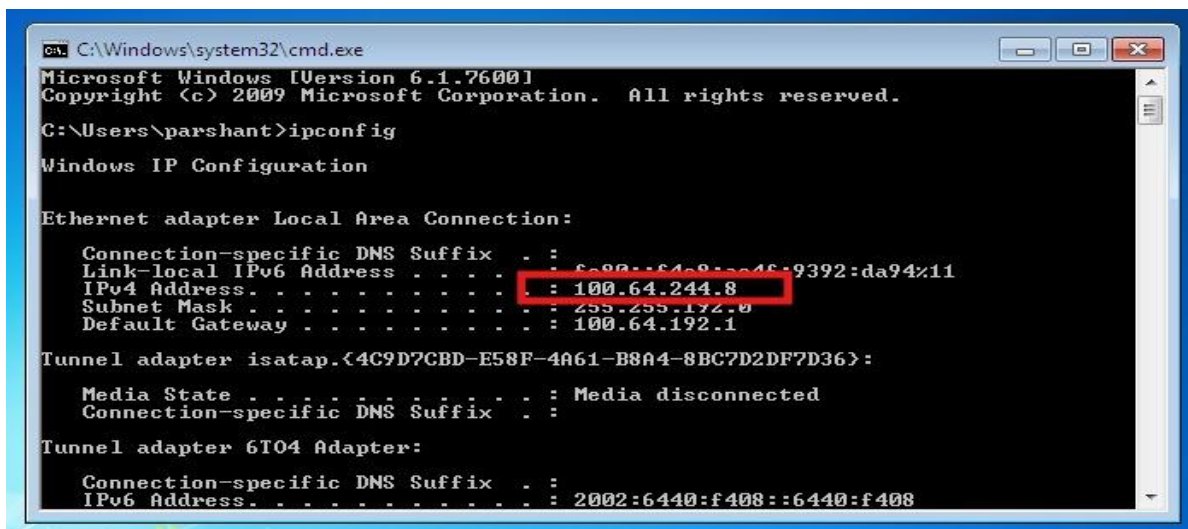 C:\Windows\system32\cmd.exe
Microsoft Windows [Version 6.1.7600]
Copyright (c) 2009 Microsoft Corporation.  All rights reserved.
C:\Users\parshant>ipconfig
Windows IP Configuration
Ethernet adapter Local Area Connection:
Connection-specific DNS Suffix  . :
Link-local IPv6 Address . . . . . : fe80::f4a8:ae4f:9392:da94%11
IPv4 Address. . . . . . . . . . . : 100.64.244.8
Subnet Mask . . . . . . . . . . . : 255.255.192.0
Default Gateway . . . . . . . . . : 100.64.192.1
Tunnel adapter isatap.{4C9D7CBD-E58F-4A61-B8A4-8BC7D2DF7D36}:
Media State . . . . . . . . . . . : Media disconnected
Connection-specific DNS Suffix  . :
Tunnel adapter 6TO4 Adapter:
Connection-specific DNS Suffix  . :
IPv6 Address. . . . . . . . . . . : 2002:6440:f408::6440:f408